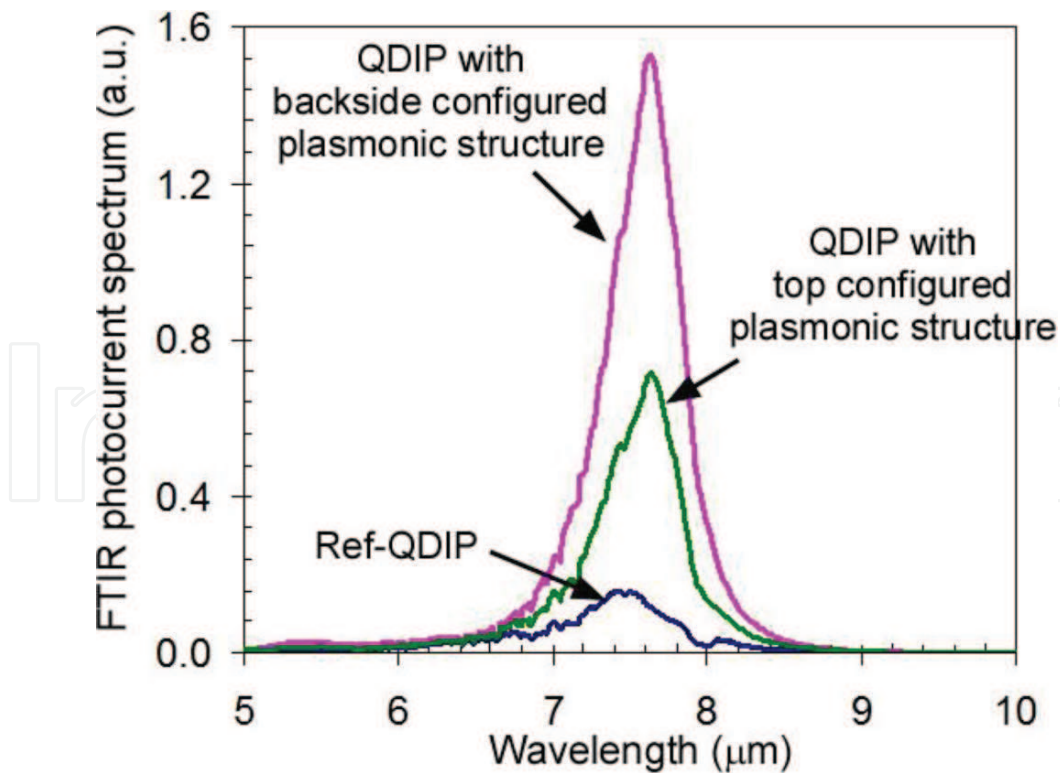 FTIR photocurrent spectrum (a.u.)
1.6
1.2
0.8
0.4
0.0
QDIP with
backside configured
plasmonic structure
QDIP with
top configured
plasmonic structure
Ref-QDIP
5 6 7 8 9 10
Wavelength (μm)